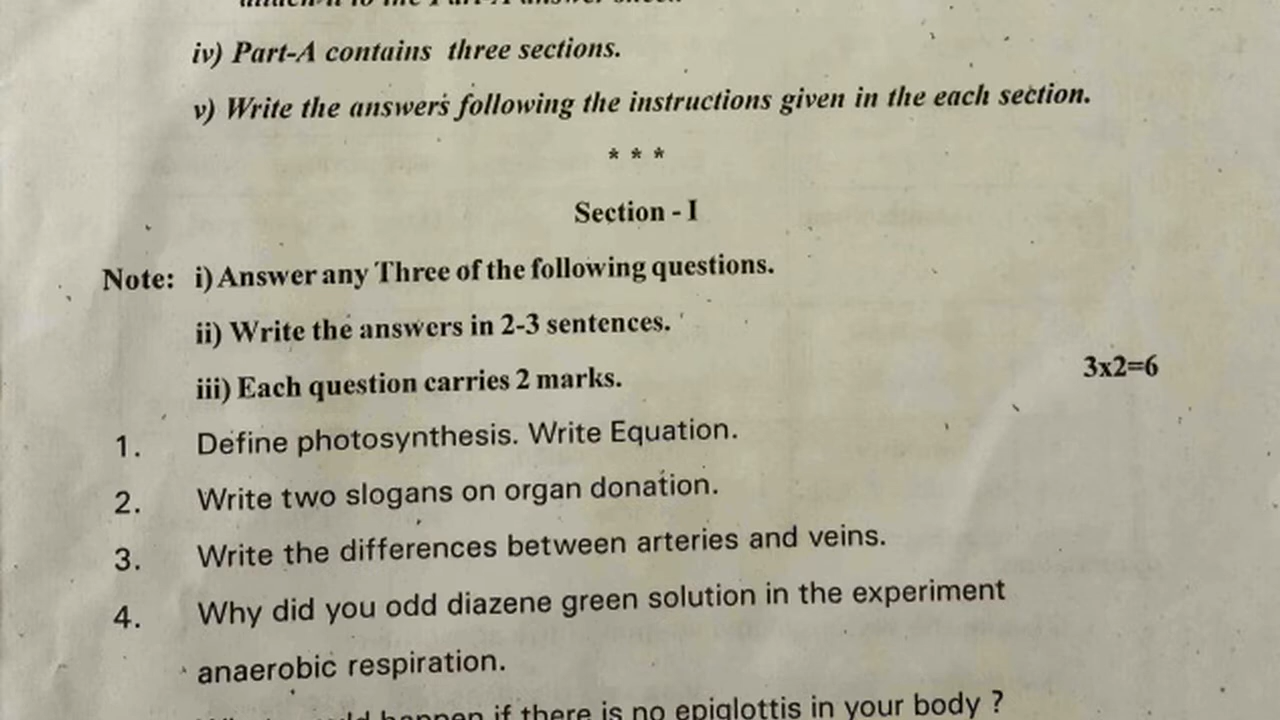 iv) Part-A contains three sections.
v) Write the answers following the instructions given in the each section.
* * *
Section - I
Note: i) Answer any Three of the following questions.
ii) Write the answers in 2-3 sentences.
iii) Each question carries 2 marks. 3x2=6
1. Define photosynthesis. Write Equation.
2. Write two slogans on organ donation.
3. Write the differences between arteries and veins.
4. Why did you odd diazene green solution in the experiment
anaerobic respiration.
happen if there is no epiglottis in your body ?